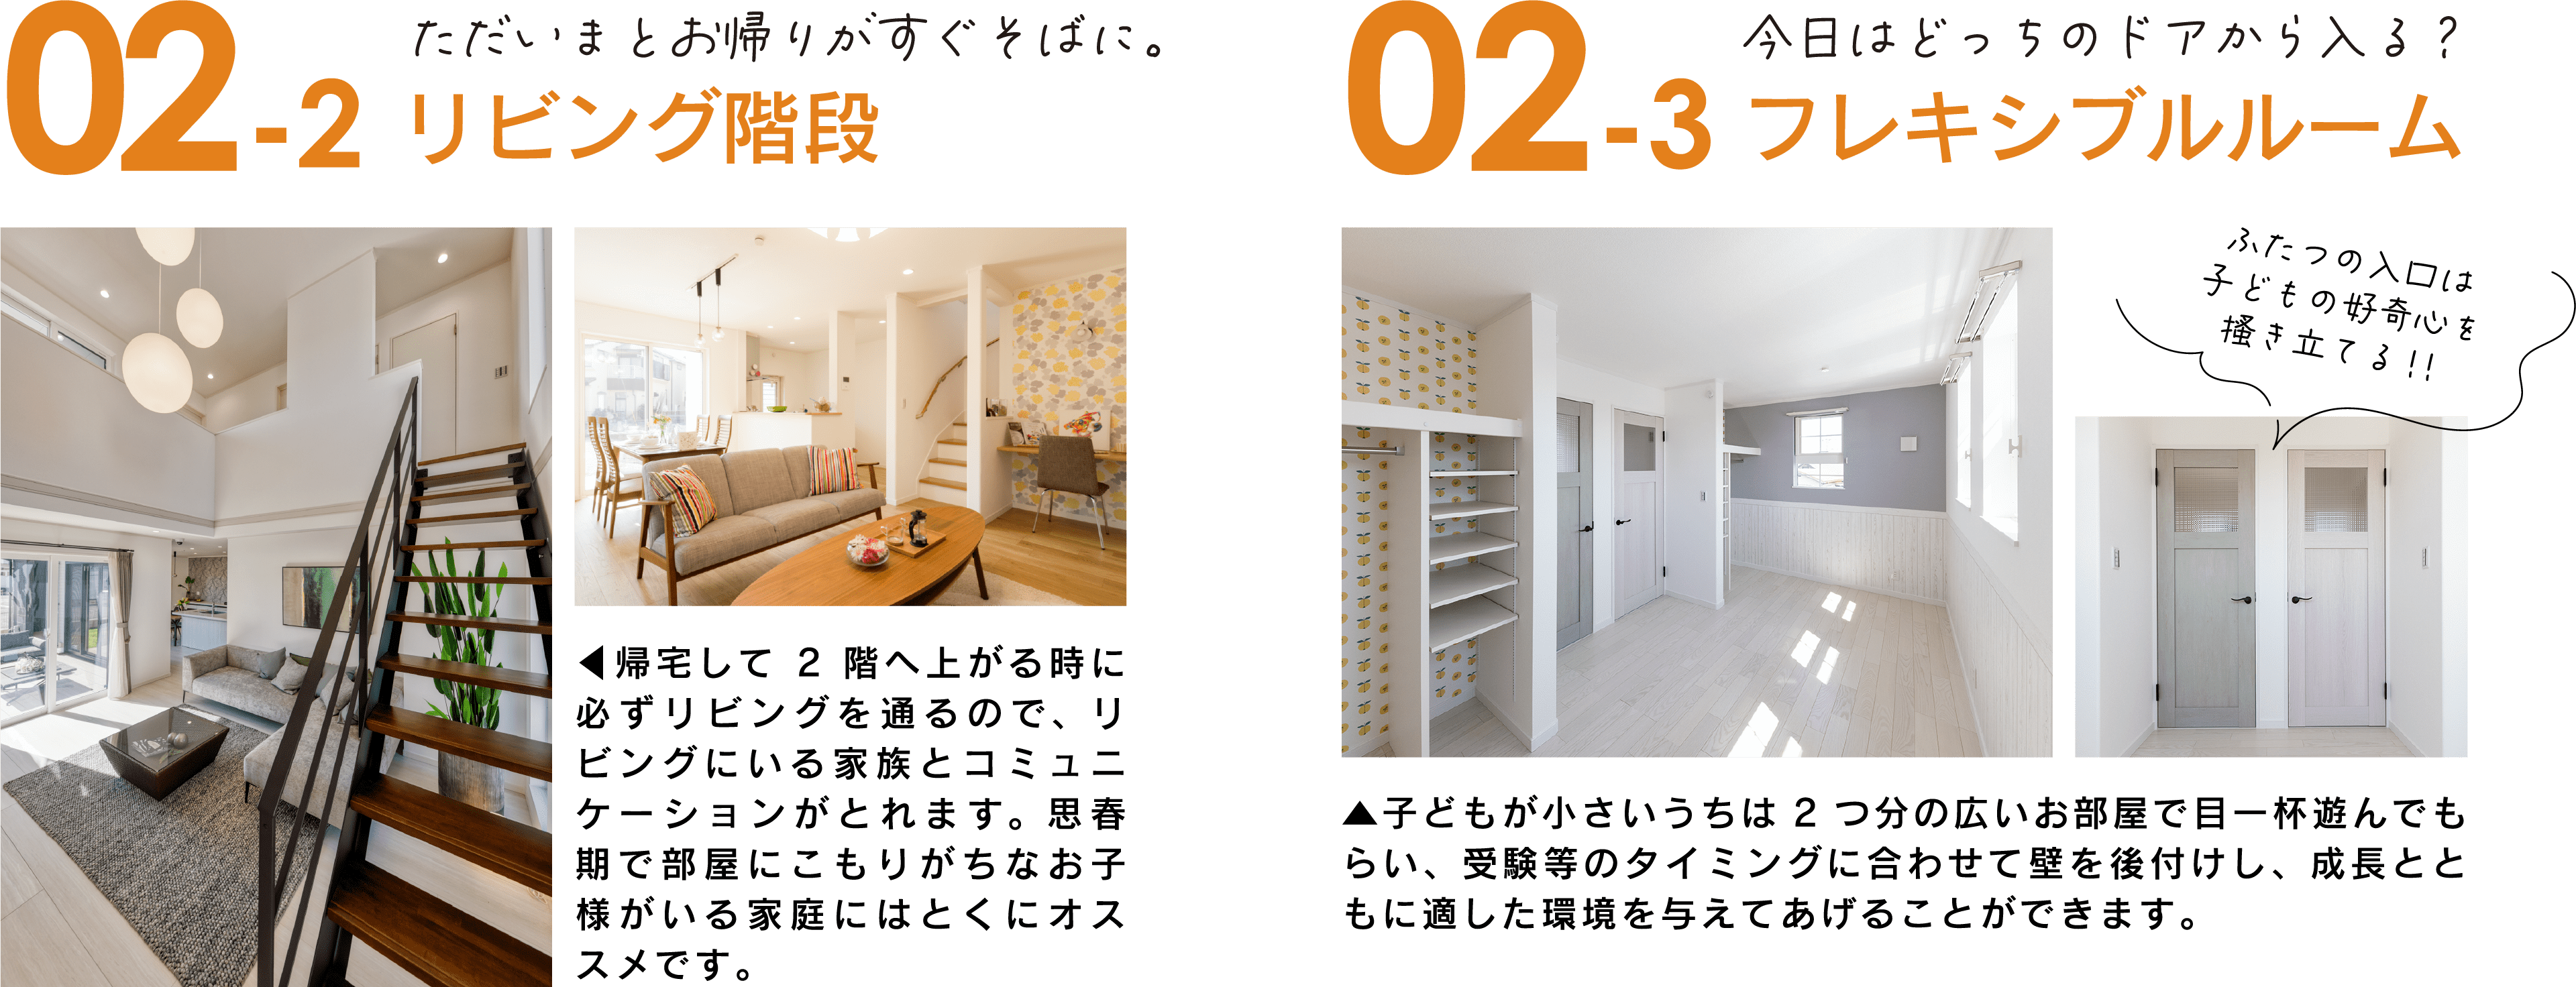 02-2
ただいまとお帰りがすぐそばに。
リビング階段
◀帰宅して 2 階へ上がる時に
必ずリビングを通るので、リ
ビングにいる家族とコミュニ
ケーションがとれます。思春
期で部屋にこもりがちなお子
様がいる家庭にはとくにオス
スメです。
02-3
今日はどっちのドアから入る？
フレキシブルルーム
ふたつの入口は
子どもの好奇心を
掻き立てる!!
▲子どもが小さいうちは 2 つ分の広いお部屋で目一杯遊んでも
らい、受験等のタイミングに合わせて壁を後付けし、成長とと
もに適した環境を与えてあげることができます。